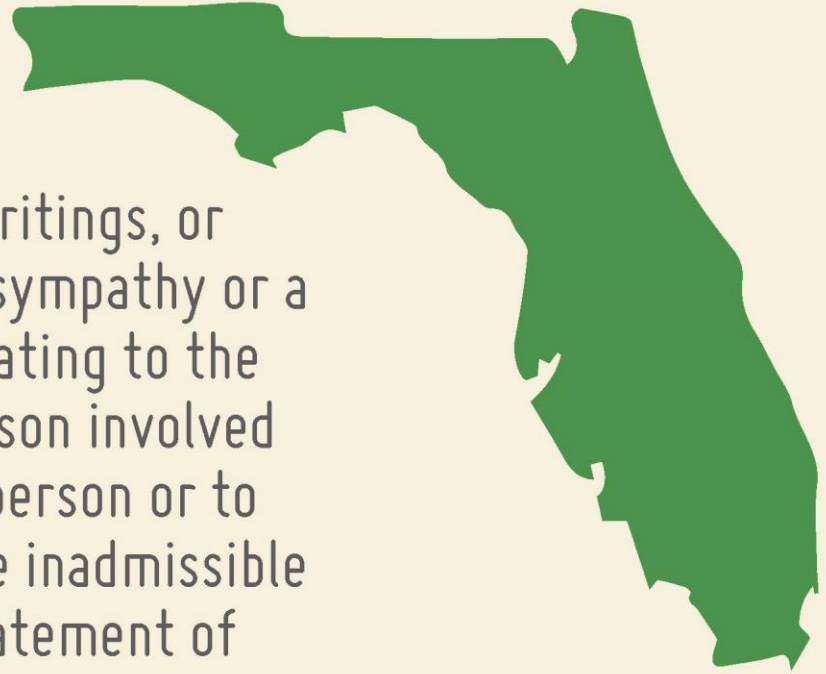 ritings, or
sympathy or a
ating to the
son involved
person or to
e inadmissible
atement of